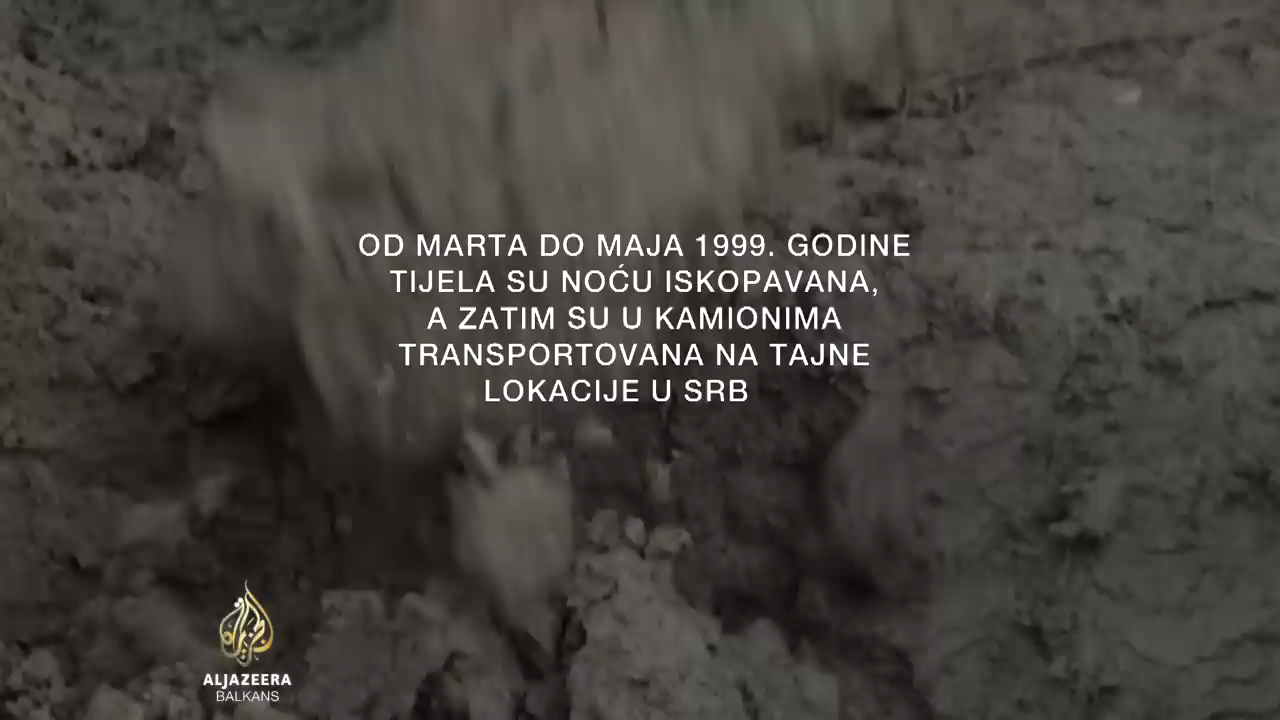 OD MARTA DO MAJA 1999. GODINE
TIJELA SU NOĆU ISKOPAVANA,
A ZATIM SU U KAMIONIMA
TRANSPORTOVANA NA TAJNE
LOKACIJE U SRB
ALJAZEERA
BALKANS